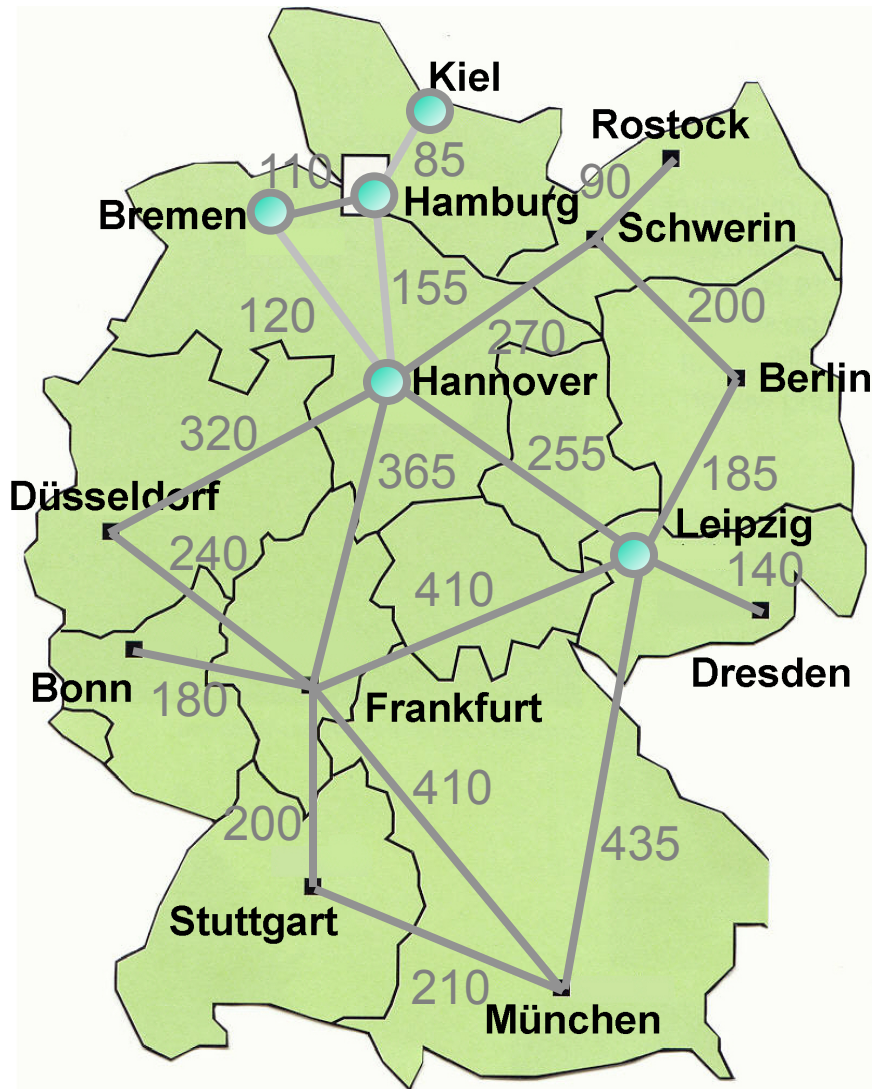 Kiel
Rostock
110
85
90
Bremen
Hamburg
Schwerin
155
200
120
270
Hannover
Berlin
320
255
365
185
Düsseldorf
Leipzig
240
140
410
Bonn
180
Dresden
Frankfurt
410
200
435
Stuttgart
210
München